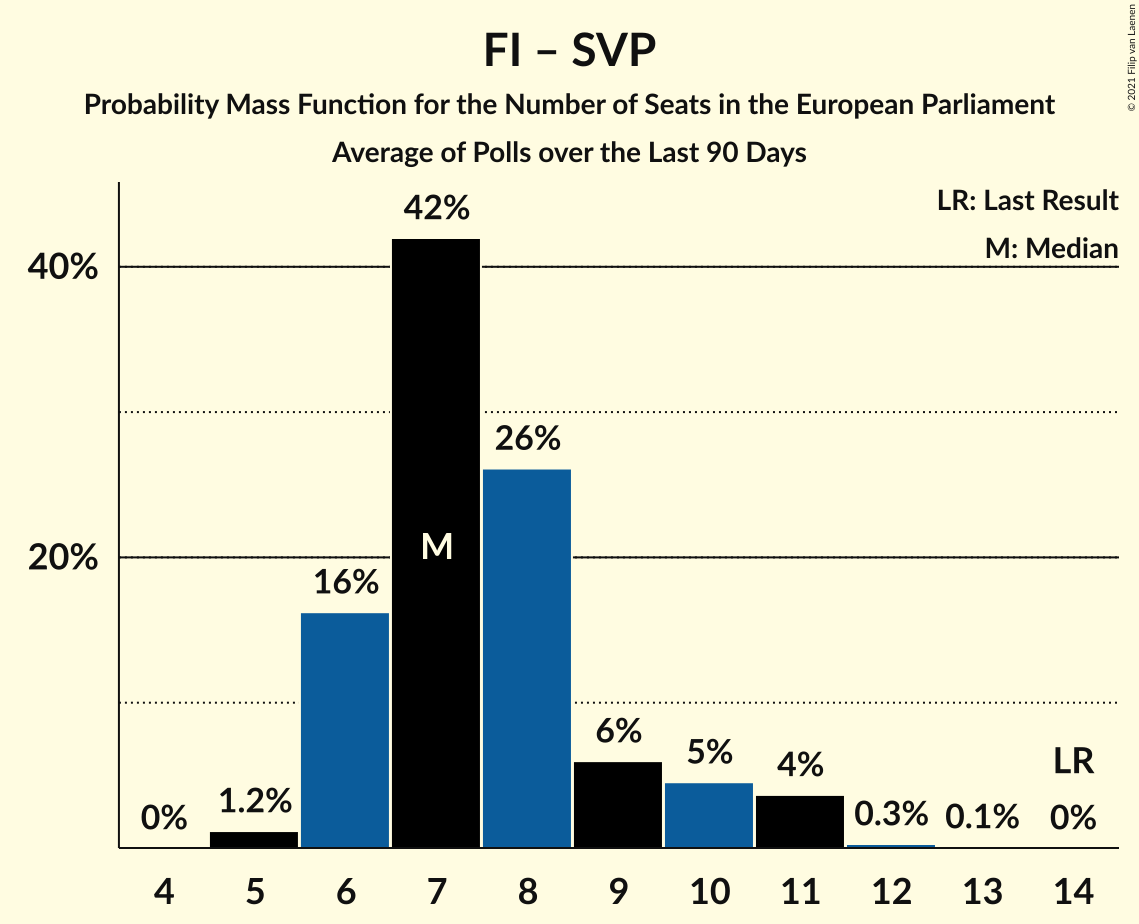 FI – SVP
Probability Mass Function for the Number of Seats in the European Parliament
Average of Polls over the Last 90 Days
© 2021 Filip van Laenen
LR: Last Result
M: Median
40%
20%
0%
1.2%
16%
42%
M
26%
6%
5%
4%
0.3%
0.1%
LR
0%
4 5 6 7 8 9 10 11 12 13 14